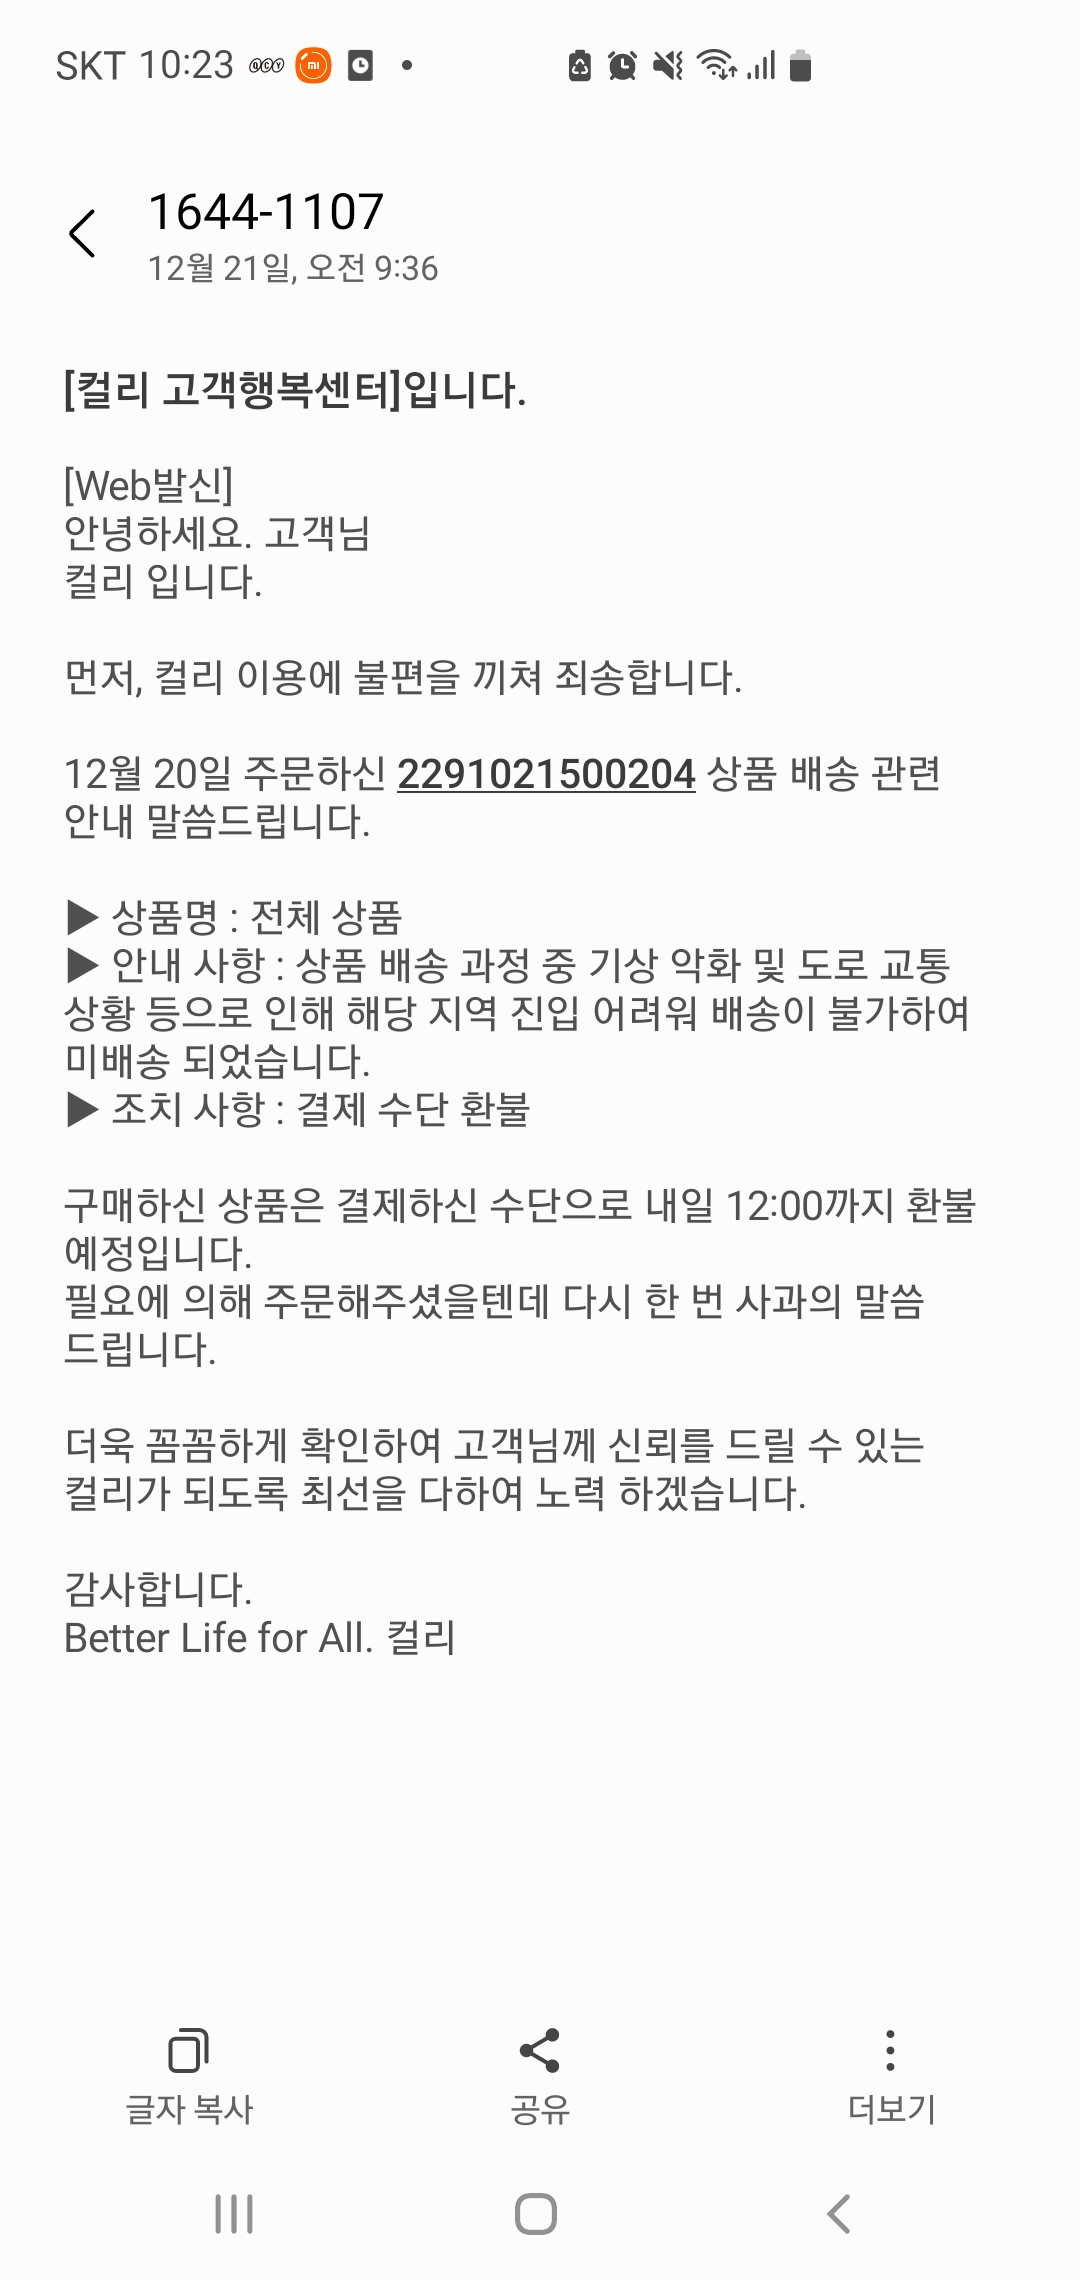 SKT 10:23 QCY mi
1644-1107
12월 21일, 오전 9:36
[컬리 고객행복센터]입니다.
[Web발신]
안녕하세요. 고객님
컬리 입니다.
먼저, 컬리 이용에 불편을 끼쳐 죄송합니다.
12월 20일 주문하신 2291021500204 상품 배송 관련
안내 말씀드립니다.
▶ 상품명 : 전체 상품
▶ 안내 사항 : 상품 배송 과정 중 기상 악화 및 도로 교통
상황 등으로 인해 해당 지역 진입 어려워 배송이 불가하여
미배송 되었습니다.
▶ 조치 사항 : 결제 수단 환불
구매하신 상품은 결제하신 수단으로 내일 12:00까지 환불
예정입니다.
필요에 의해 주문해주셨을텐데 다시 한 번 사과의 말씀
드립니다.
더욱 꼼꼼하게 확인하여 고객님께 신뢰를 드릴 수 있는
컬리가 되도록 최선을 다하여 노력 하겠습니다.
감사합니다.
Better Life for All. 컬리
글자 복사
공유
더보기